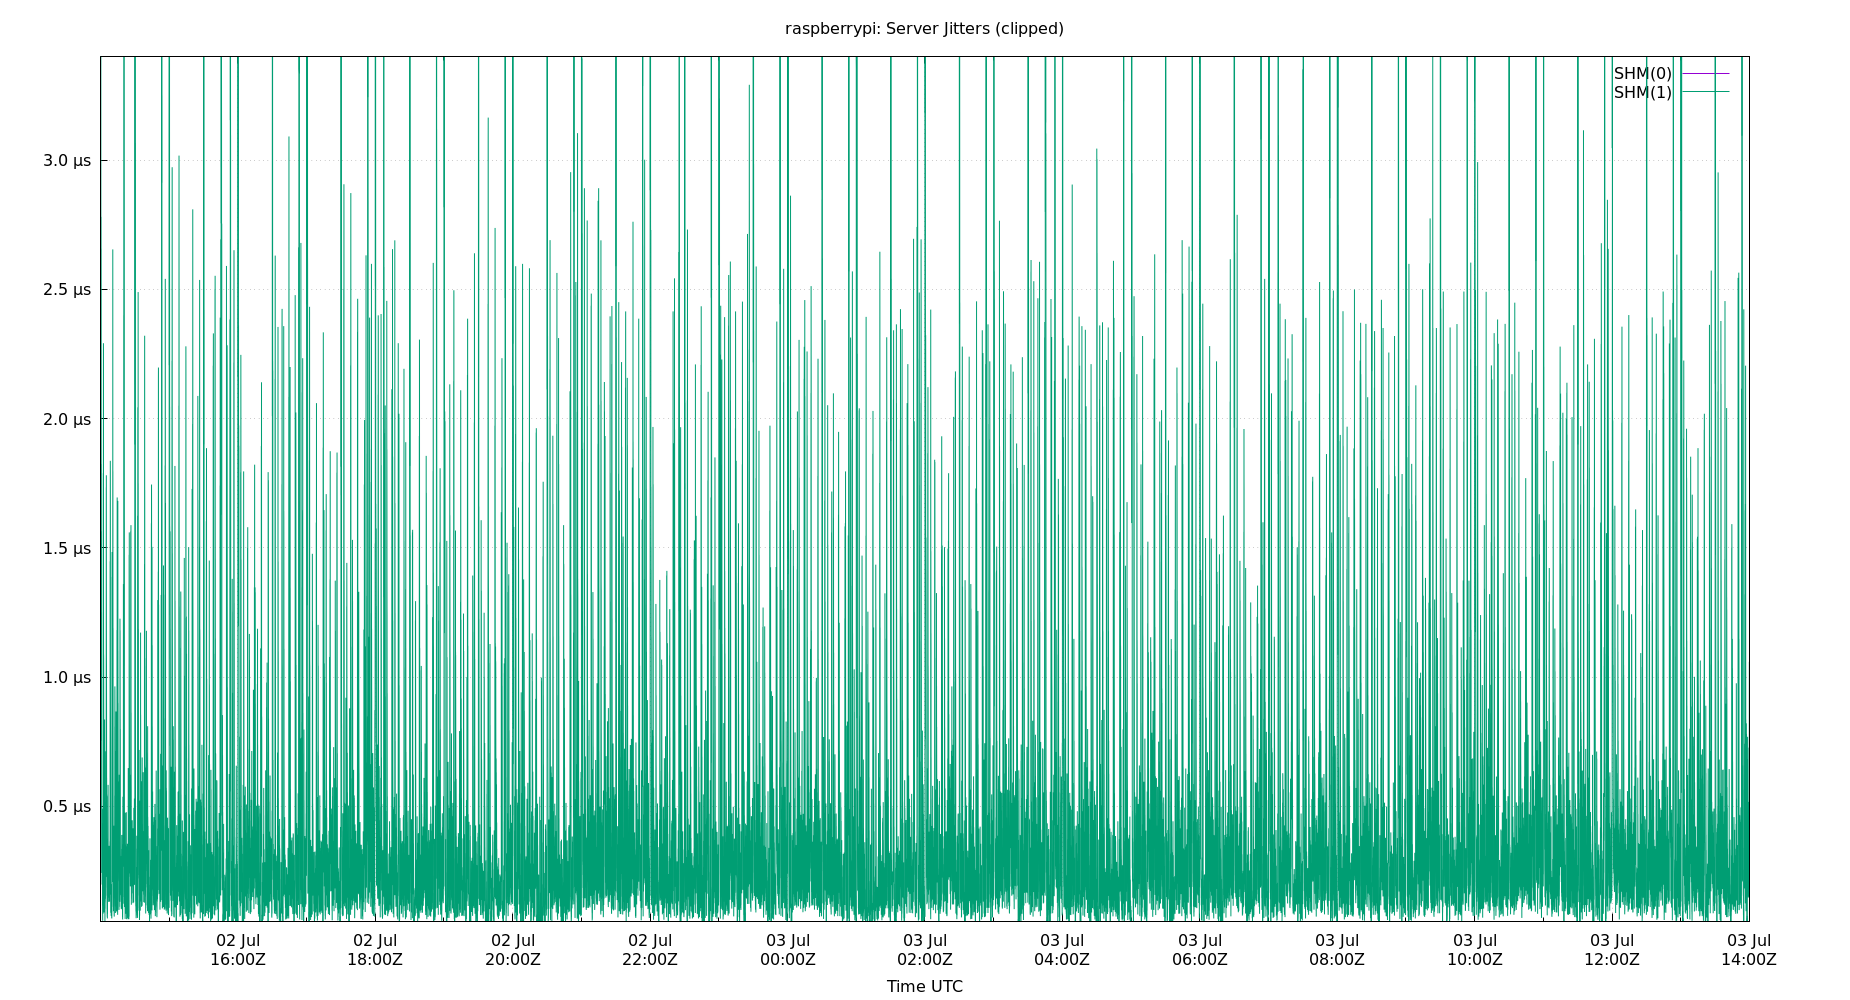 raspberrypi: Server Jitters (clipped)
SHM(0)
SHM(1)
3.0 µs
2.5 µs
2.0 µs
1.5 µs
1.0 µs
0.5 µs
02 Jul 02 Jul 02 Jul 02 Jul 03 Jul 03 Jul 03 Jul 03 Jul 03 Jul 03 Jul 03 Jul 03 Jul
16:00Z 18:00Z 20:00Z 22:00Z 00:00Z 02:00Z 04:00Z 06:00Z 08:00Z 10:00Z 12:00Z 14:00Z
Time UTC